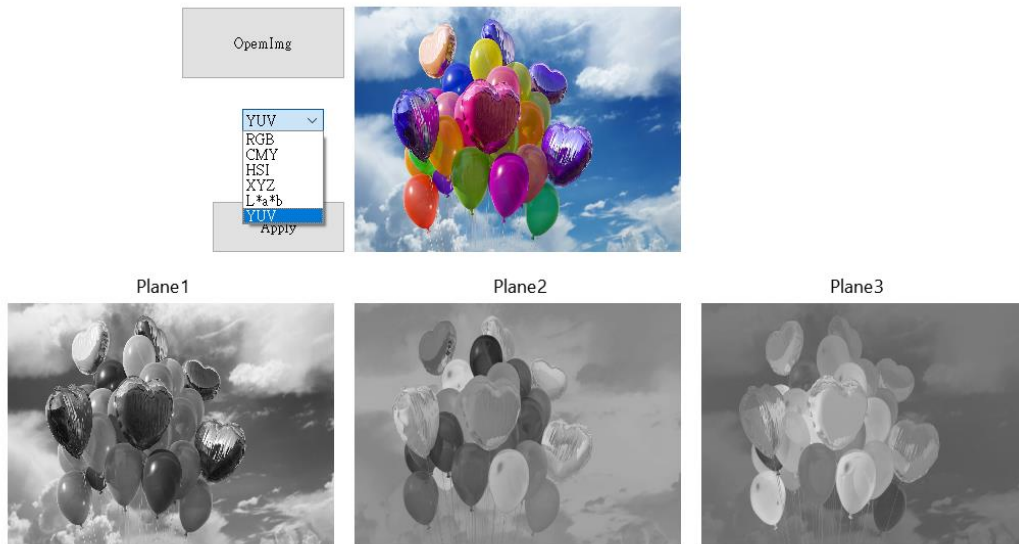 OpemImg
YUV
RGB
CMY
HSI
XYZ
L*a*b
YUV
Apply
Plane1
Plane2
Plane3